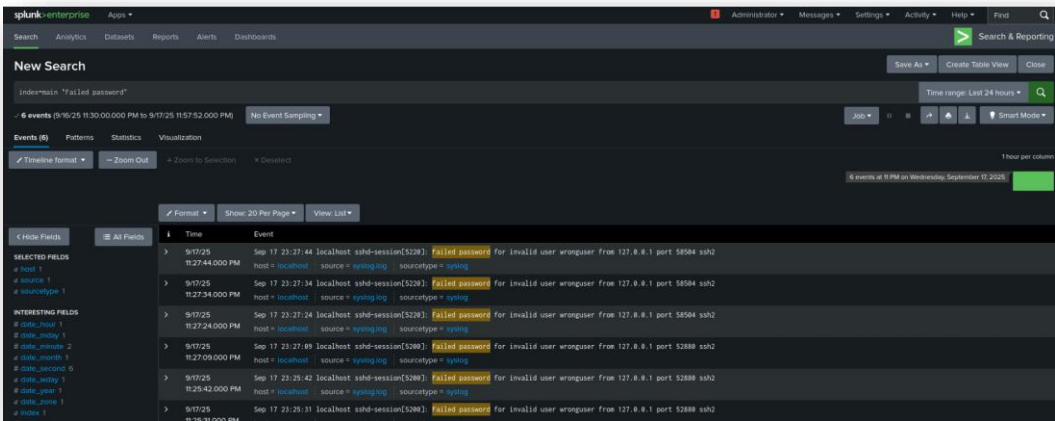 splunk>enterprise Apps
! Administrator Messages Settings Activity Help Find
Search Analytics Datasets Reports Alerts Dashboards
> Search & Reporting
New Search
Save As Create Table View Close
index=main "Failed password"
Time range: Last 24 hours
✓ 6 events (9/16/25 11:30:00.000 PM to 9/17/25 11:57:52.000 PM) No Event Sampling
Job Smart Mode
Events (6) Patterns Statistics Visualization
Timeline format − Zoom Out + Zoom to Selection × Deselect
1 hour per column
6 events at 11 PM on Wednesday, September 17, 2025
Format Show: 20 Per Page View: List
< Hide Fields All Fields
i Time Event
SELECTED FIELDS
a host 1
a source 1
a sourcetype 1
INTERESTING FIELDS
# date_hour 1
# date_mday 1
# date_minute 2
a date_month 1
# date_second 6
a date_wday 1
# date_year 1
a date_zone 1
a index 1
> 9/17/25
11:27:44.000 PM
Sep 17 23:27:44 localhost sshd-session[5220]: Failed password for invalid user wronguser from 127.0.0.1 port 58504 ssh2
host = localhost source = syslog.log sourcetype = syslog
> 9/17/25
11:27:34.000 PM
Sep 17 23:27:34 localhost sshd-session[5220]: Failed password for invalid user wronguser from 127.0.0.1 port 58504 ssh2
host = localhost source = syslog.log sourcetype = syslog
> 9/17/25
11:27:24.000 PM
Sep 17 23:27:24 localhost sshd-session[5220]: Failed password for invalid user wronguser from 127.0.0.1 port 58504 ssh2
host = localhost source = syslog.log sourcetype = syslog
> 9/17/25
11:27:09.000 PM
Sep 17 23:27:09 localhost sshd-session[5200]: Failed password for invalid user wronguser from 127.0.0.1 port 52880 ssh2
host = localhost source = syslog.log sourcetype = syslog
> 9/17/25
11:25:42.000 PM
Sep 17 23:25:42 localhost sshd-session[5200]: Failed password for invalid user wronguser from 127.0.0.1 port 52880 ssh2
host = localhost source = syslog.log sourcetype = syslog
> 9/17/25
11:25:31.000 PM
Sep 17 23:25:31 localhost sshd-session[5200]: Failed password for invalid user wronguser from 127.0.0.1 port 52880 ssh2